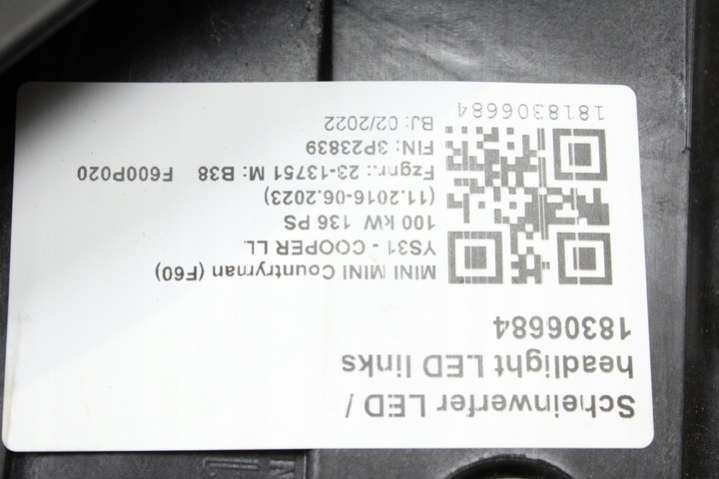 Scheinwerfer LED /
headlight LED links
18306684
MINI MINI Countryman (F60)
YS31 - COOPER LL
100 kW 136 PS
(11.2016-06.2023)
Fzgnr.: 23-13751 M: B38 F600P020
FIN: 3P23839
BJ: 02/2022
1818306684